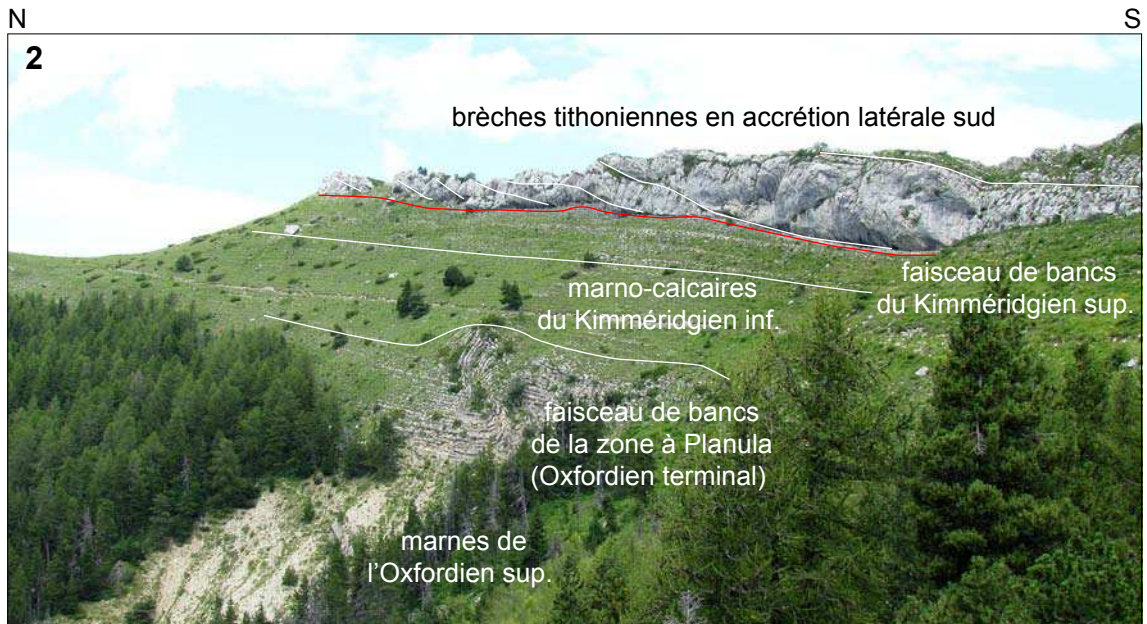 N
S
2
brèches tithoniennes en accrétion latérale sud
faisceau de bancs
du Kimméridgien sup.
marno-calcaires
du Kimméridgien inf.
faisceau de bancs
de la zone à Planula
(Oxfordien terminal)
marnes de
l'Oxfordien sup.